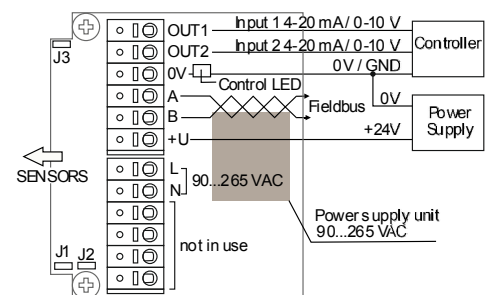 J3
OUT1
Input 1 4-20 mA / 0-10 V
Controller
OUT2
Input 2 4-20 mA / 0-10 V
0V
0V / GND
Control LED
A
B
Fieldbus
0V
Power
Supply
+U
+24V
SENSORS
L
N
90...265 VAC
Power supply unit
90...265 VAC
not in use
J1 J2